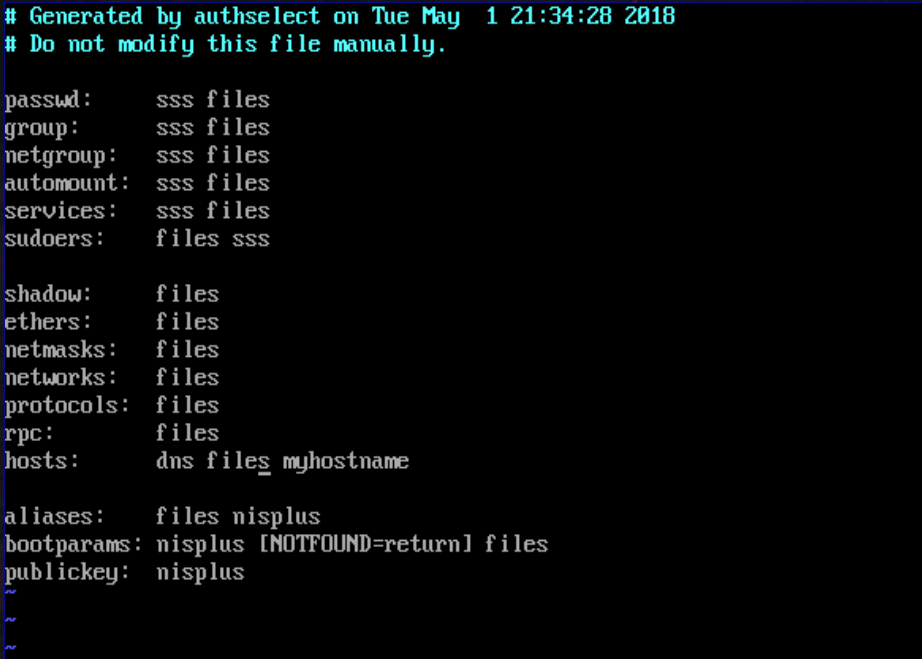 # Generated by authselect on Tue May  1 21:34:28 2018
# Do not modify this file manually.

passwd:     sss files
group:      sss files
netgroup:   sss files
automount:  sss files
services:   sss files
sudoers:    files sss

shadow:     files
ethers:     files
netmasks:   files
networks:   files
protocols:  files
rpc:        files
hosts:      dns files myhostname

aliases:    files nisplus
bootparams: nisplus [NOTFOUND=return] files
publickey:  nisplus
~
~
~